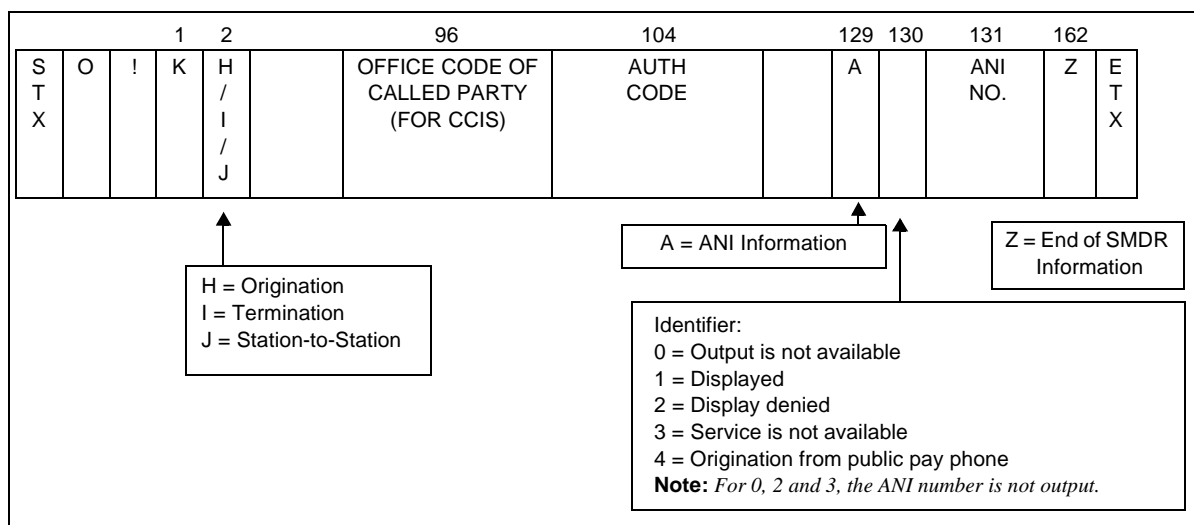 1 2 96 104 129 130 131 162
STX O ! K H/I/J OFFICE CODE OF CALLED PARTY (FOR CCIS) AUTH CODE A ANI NO. Z ETX
A = ANI Information
Z = End of SMDR
Information
H = Origination
I = Termination
J = Station-to-Station
Identifier:
0 = Output is not available
1 = Displayed
2 = Display denied
3 = Service is not available
4 = Origination from public pay phone
Note: For 0, 2 and 3, the ANI number is not output.